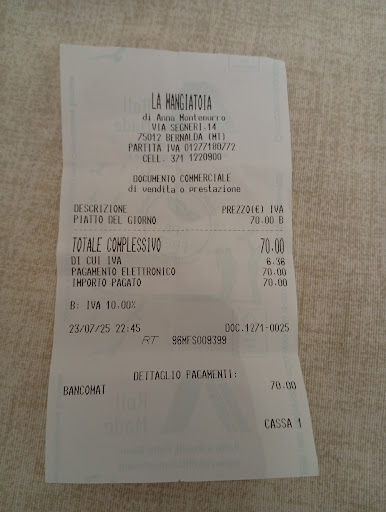 LA MANGIATOIA
di Anna Montemurro
VIA SEGNERI,14
75012 BERNALDA (MT)
PARTITA IVA 01277180772
CELL. 371 1220900
DOCUMENTO COMMERCIALE
di vendita o prestazione
DESCRIZIONE PREZZO(€) IVA
PIATTO DEL GIORNO 70.00 B
TOTALE COMPLESSIVO 70.00
DI CUI IVA 6.36
PAGAMENTO ELETTRONICO 70.00
IMPORTO PAGATO 70.00
B: IVA 10.00%
23/07/25 22:45 DOC.1271-0025
RT 96MFS009399
DETTAGLIO PAGAMENTI:
BANCOMAT 70.00
CASSA 1